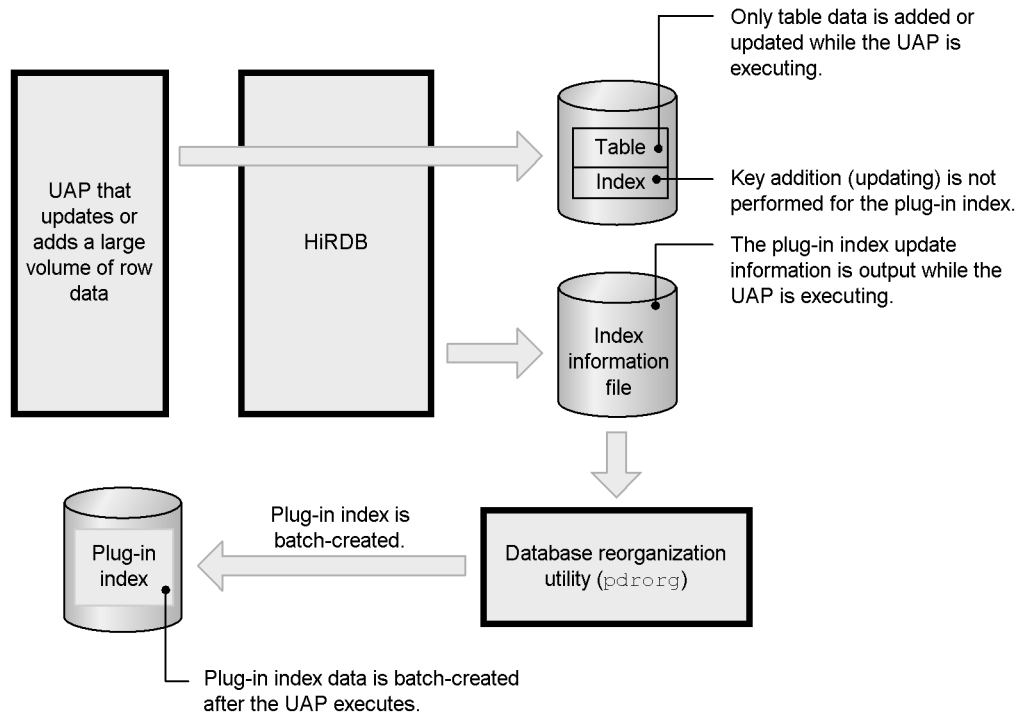 Only table data is added or
updated while the UAP is
executing.
UAP that
updates or
adds a large
volume of row
data
HiRDB
Table
Index
Key addition (updating) is not
performed for the plug-in index.
The plug-in index update
information is output while the
UAP is executing.
Index
information
file
Plug-in index is
batch-created.
Plug-in
index
Database reorganization
utility (pdrorg)
Plug-in index data is batch-created
after the UAP executes.